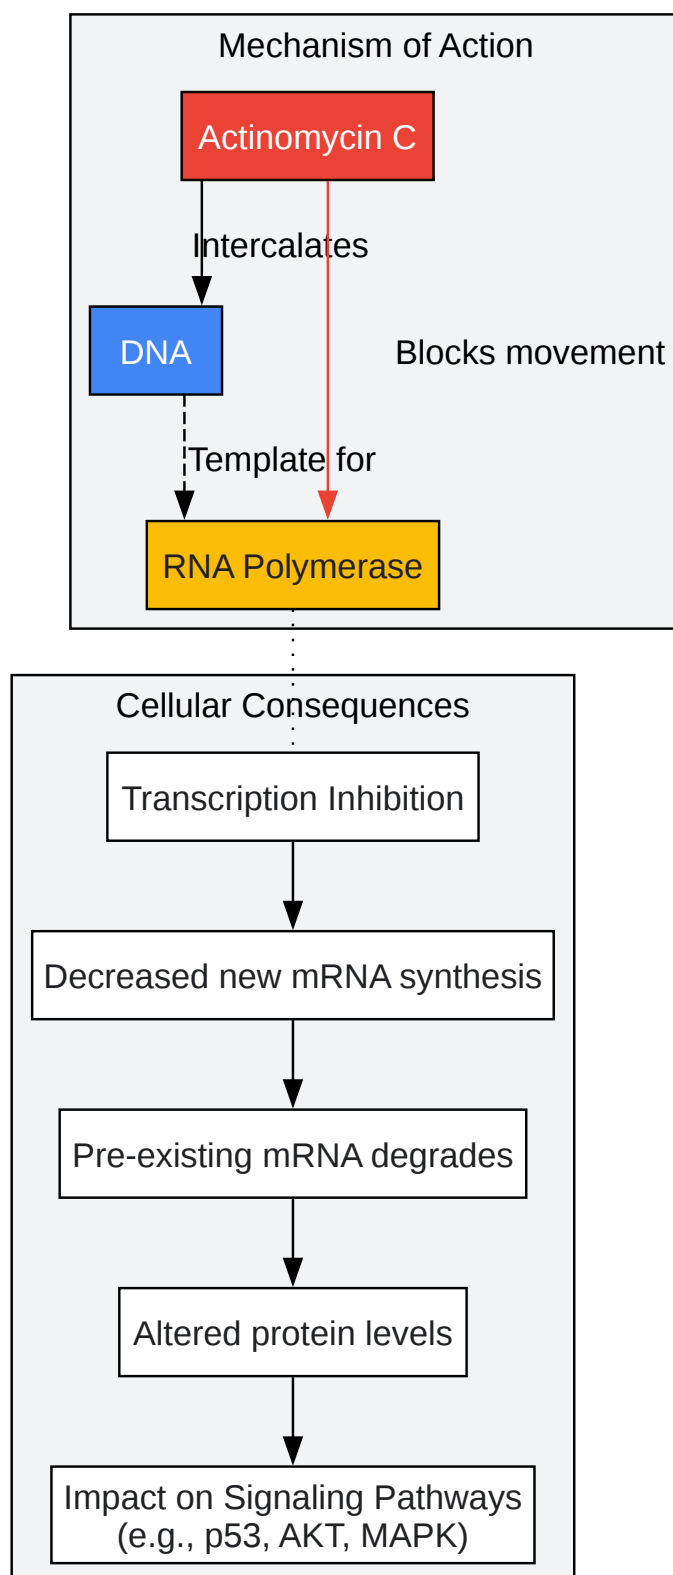 Mechanism of Action
Actinomycin C
Intercalates
DNA
Blocks movement
Template for
RNA Polymerase
Cellular Consequences
Transcription Inhibition
Decreased new mRNA synthesis
Pre-existing mRNA degrades
Altered protein levels
Impact on Signaling Pathways
(e.g., p53, AKT, MAPK)